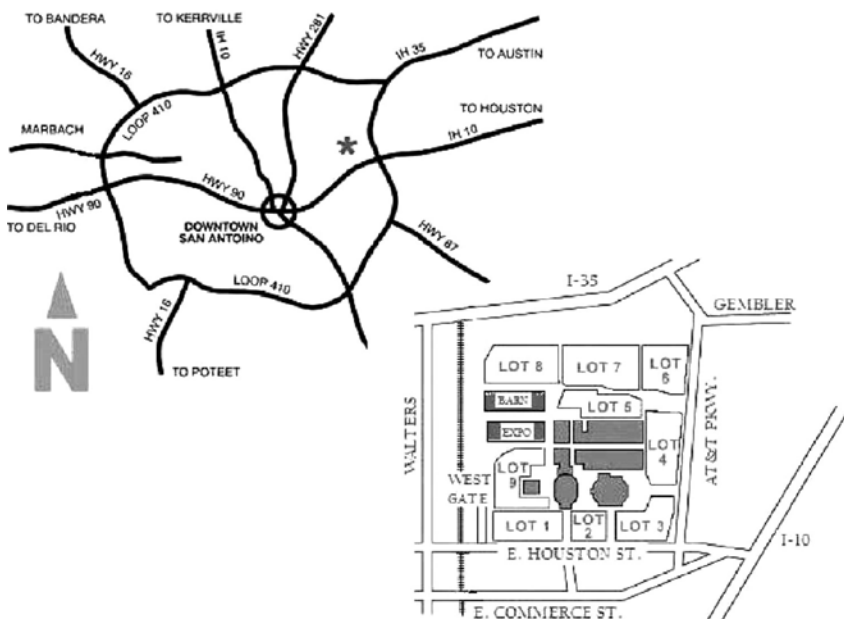 TO BANDERA
TO KERRVILLE
HWY 281
IH 35
TO AUSTIN
HWY 16
IH 10
LOOP 410
TO HOUSTON
MARBACH
IH 10
HWY 90
HWY 90
TO DEL RIO
DOWNTOWN
SAN ANTOINO
HWY 87
LOOP 410
HWY 16
N
TO POTEET
I-35
GEMBLER
LOT 8
LOT 7
LOT
6
BARN
LOT 5
EXPO
LOT
4
WALTERS
AT&T PKWY.
WEST
GATE
LOT
9
LOT 1
LOT
2
LOT 3
E. HOUSTON ST.
I-10
E. COMMERCE ST.